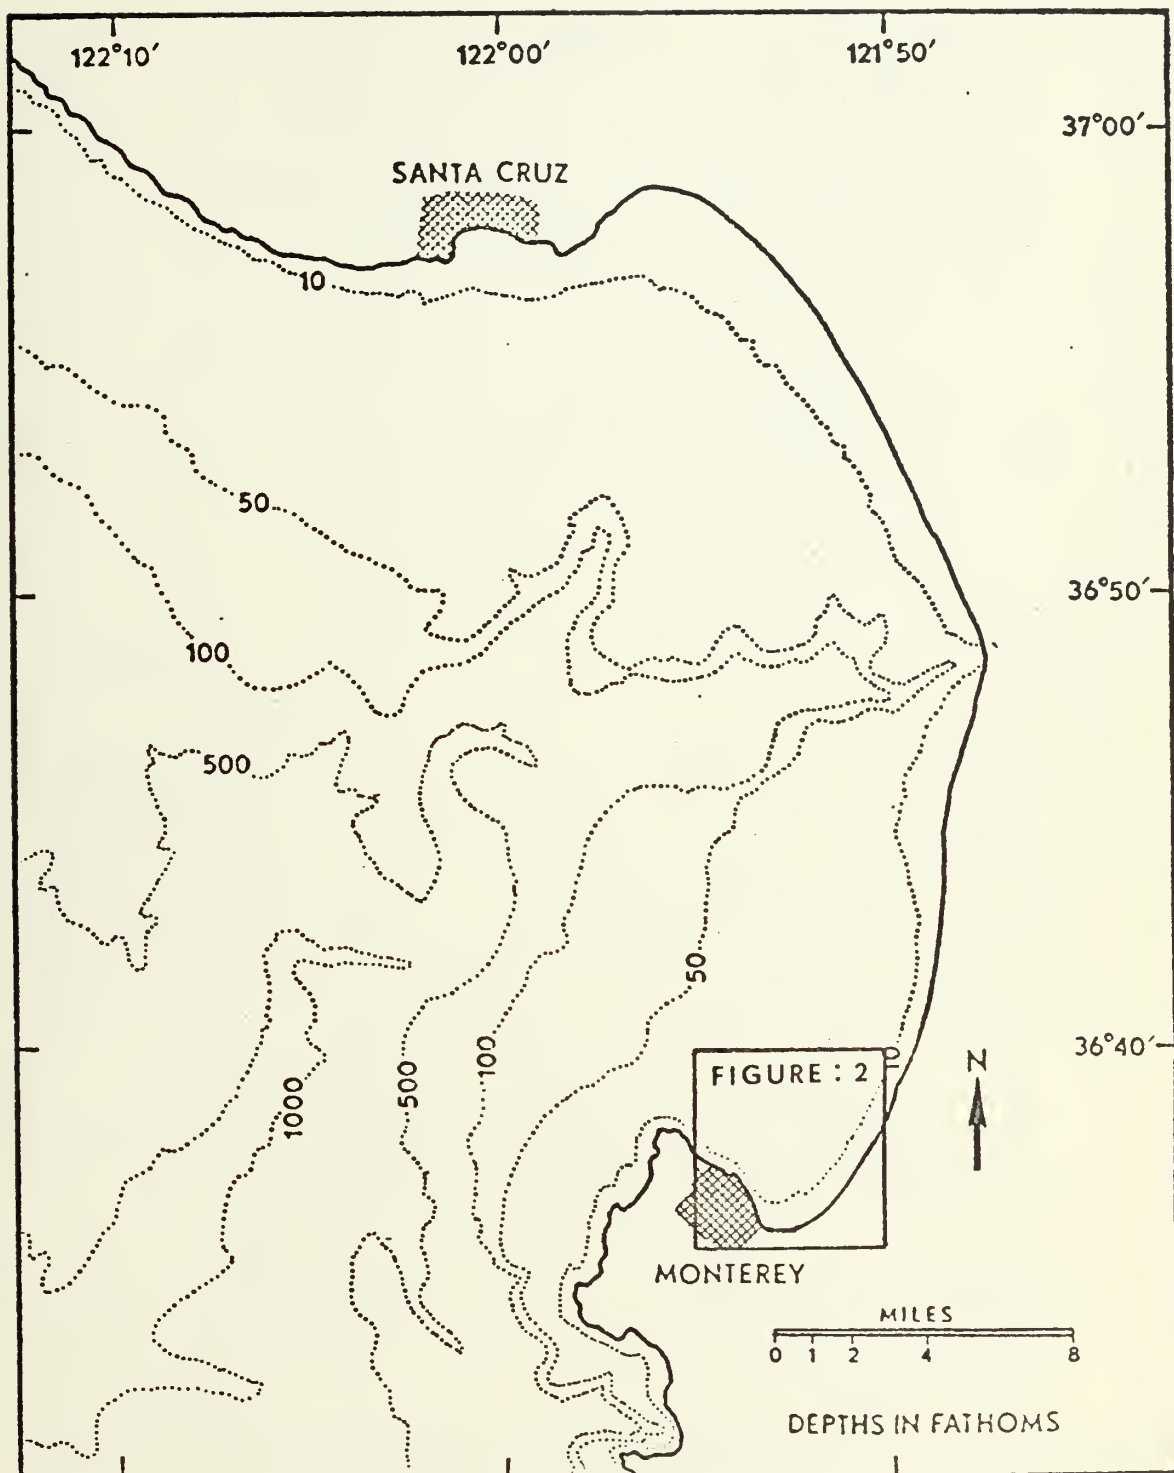 122°10′
122°00′
121°50′
37°00′
SANTA CRUZ
10
50
36°50′
100
500
50
36°40′
100
500
1000
FIGURE : 2
10
N
MONTEREY
MILES
0 1 2 4 8
DEPTHS IN FATHOMS